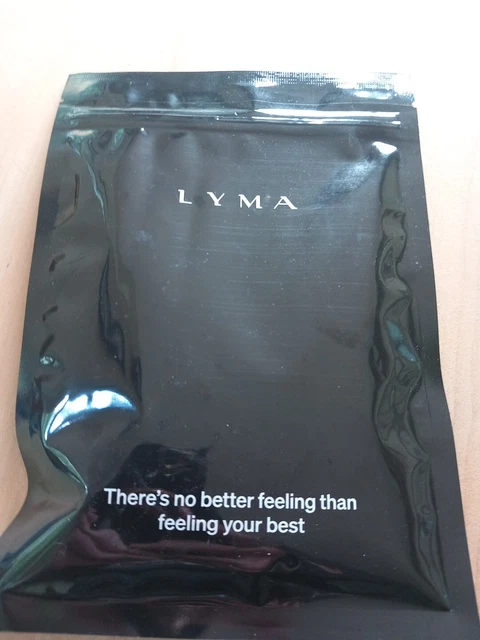 LYMA
There's no better feeling than
feeling your best